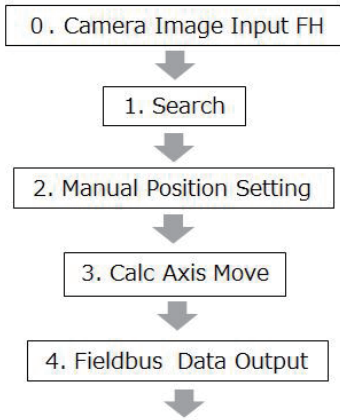 0 . Camera Image Input FH
1. Search
2. Manual Position Setting
3. Calc Axis Move
4. Fieldbus  Data Output